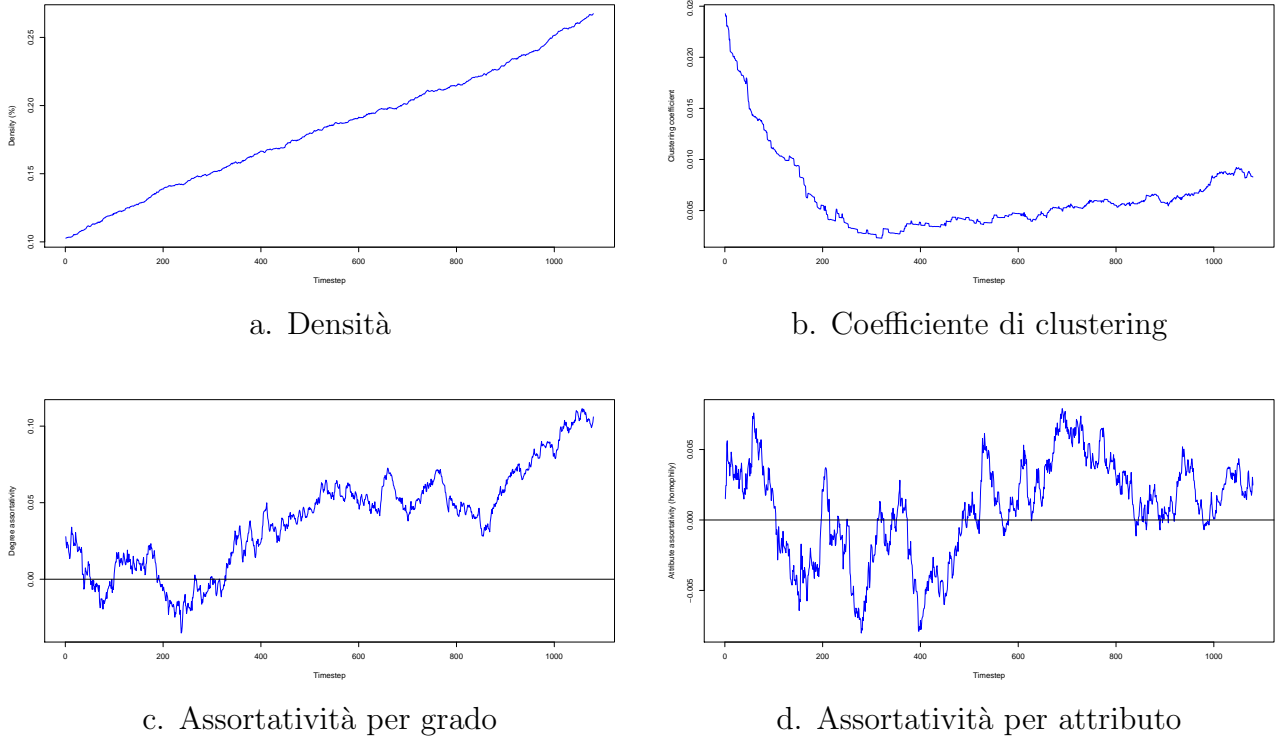 Density (%)
0.25
0.20
0.15
0.10
0 200 400 600 800 1000
Timestep
a. Densità
Clustering coefficient
0.020
0.015
0.010
0.005
0 200 400 600 800 1000
Timestep
b. Coefficiente di clustering
Degree assortativity
0.10
0.05
0.00
0 200 400 600 800 1000
Timestep
c. Assortatività per grado
Attribute assortativity (homophily)
0.005
0.000
-0.005
0 200 400 600 800 1000
Timestep
d. Assortatività per attributo